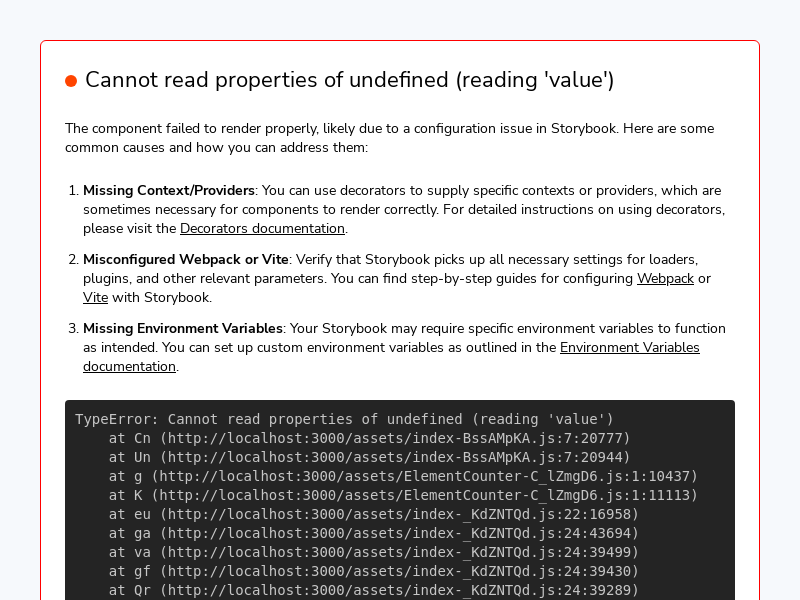 Cannot read properties of undefined (reading 'value')
The component failed to render properly, likely due to a configuration issue in Storybook. Here are some
common causes and how you can address them:
1. Missing Context/Providers: You can use decorators to supply specific contexts or providers, which are
sometimes necessary for components to render correctly. For detailed instructions on using decorators,
please visit the Decorators documentation.
2. Misconfigured Webpack or Vite: Verify that Storybook picks up all necessary settings for loaders,
plugins, and other relevant parameters. You can find step-by-step guides for configuring Webpack or
Vite with Storybook.
3. Missing Environment Variables: Your Storybook may require specific environment variables to function
as intended. You can set up custom environment variables as outlined in the Environment Variables
documentation.
TypeError: Cannot read properties of undefined (reading 'value')
at Cn (http://localhost:3000/assets/index-BssAMpKA.js:7:20777)
at Un (http://localhost:3000/assets/index-BssAMpKA.js:7:20944)
at g (http://localhost:3000/assets/ElementCounter-C_lZmgD6.js:1:10437)
at K (http://localhost:3000/assets/ElementCounter-C_lZmgD6.js:1:11113)
at eu (http://localhost:3000/assets/index-_KdZNTQd.js:22:16958)
at ga (http://localhost:3000/assets/index-_KdZNTQd.js:24:43694)
at va (http://localhost:3000/assets/index-_KdZNTQd.js:24:39499)
at gf (http://localhost:3000/assets/index-_KdZNTQd.js:24:39430)
at Qr (http://localhost:3000/assets/index-_KdZNTQd.js:24:39289)